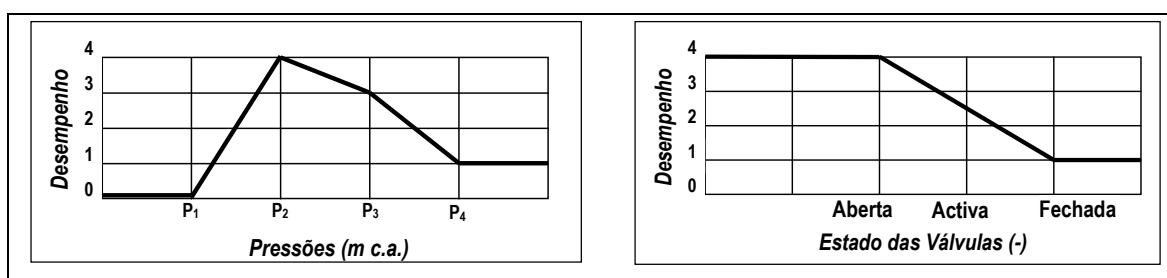 Desempenho
4
3
2
1
0
P₁ P₂ P₃ P₄
Pressões (m c.a.)
Desempenho
4
3
2
1
0
Aberta Activa Fechada
Estado das Válvulas (-)